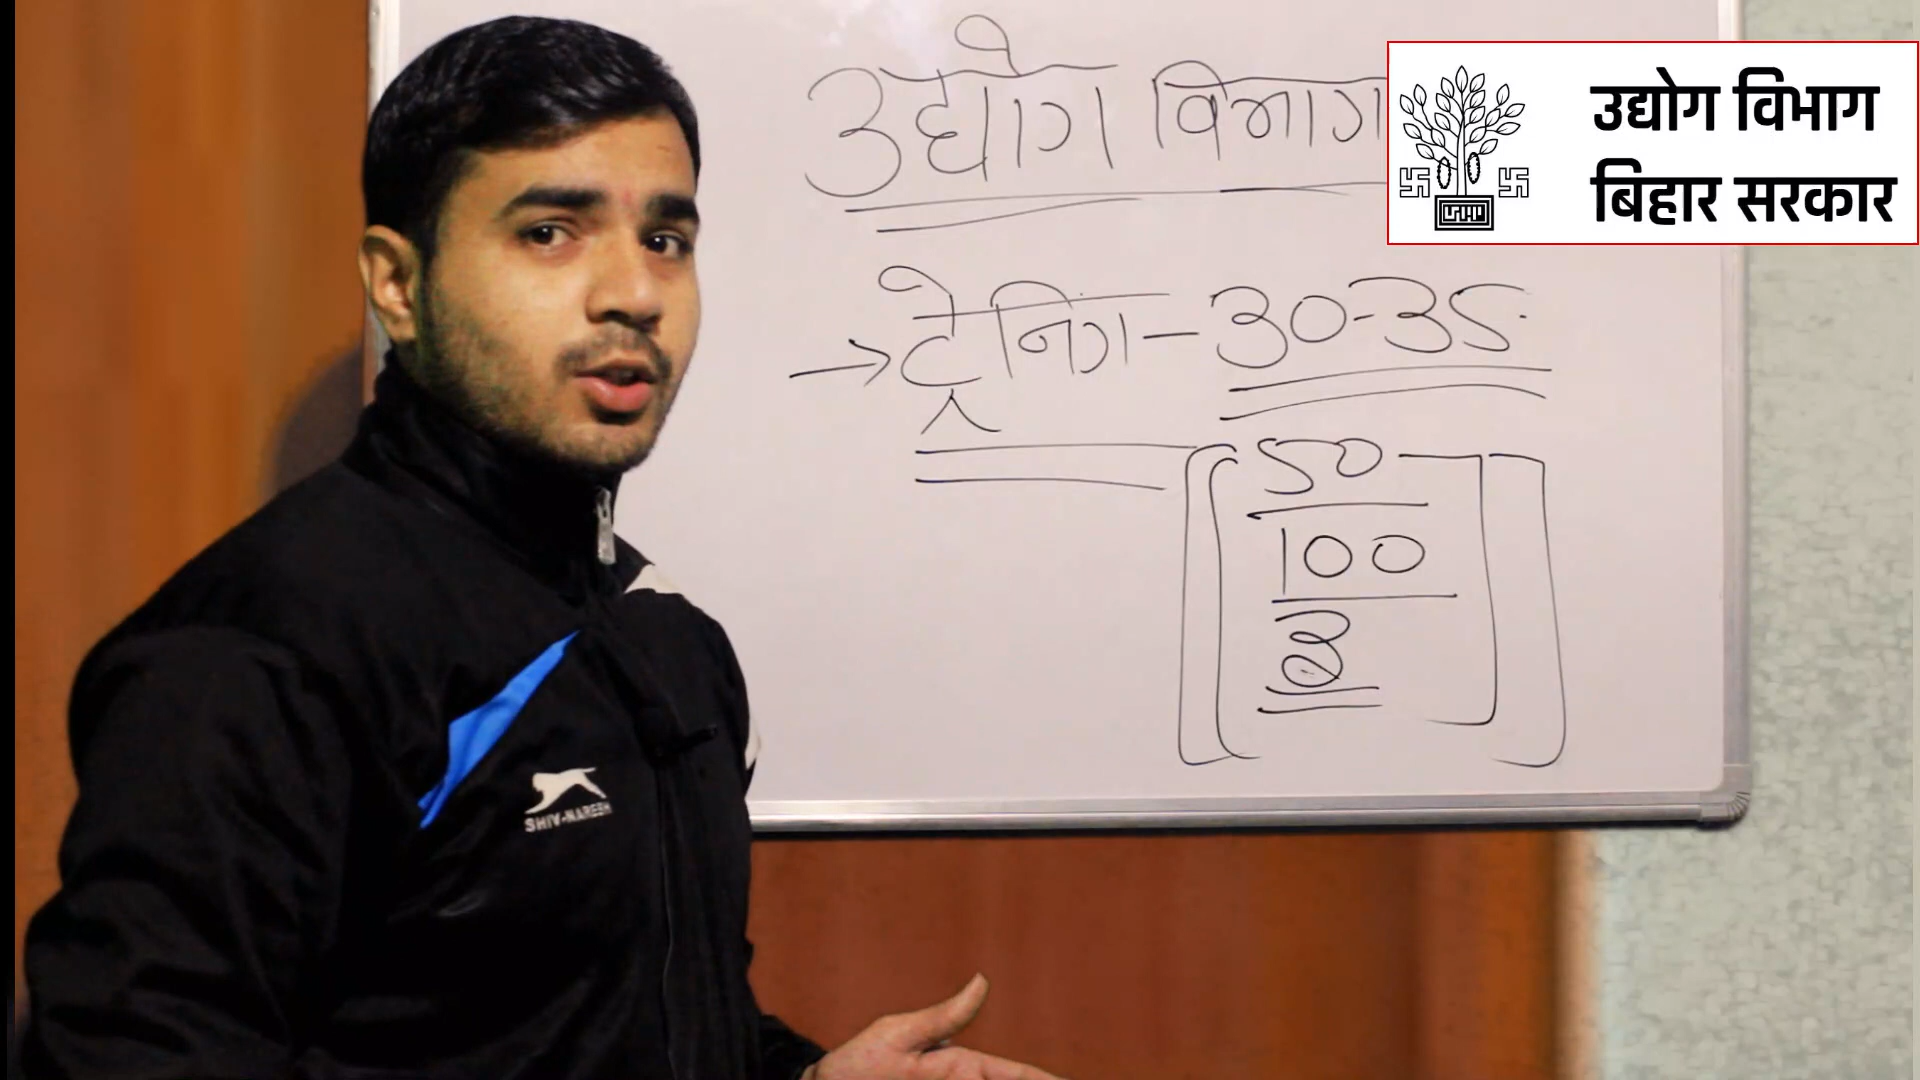 उद्योग विभाग
उद्योग विभाग
बिहार सरकार
→ ट्रेनिंग - 30-35
50
100
SHIV-NARESH